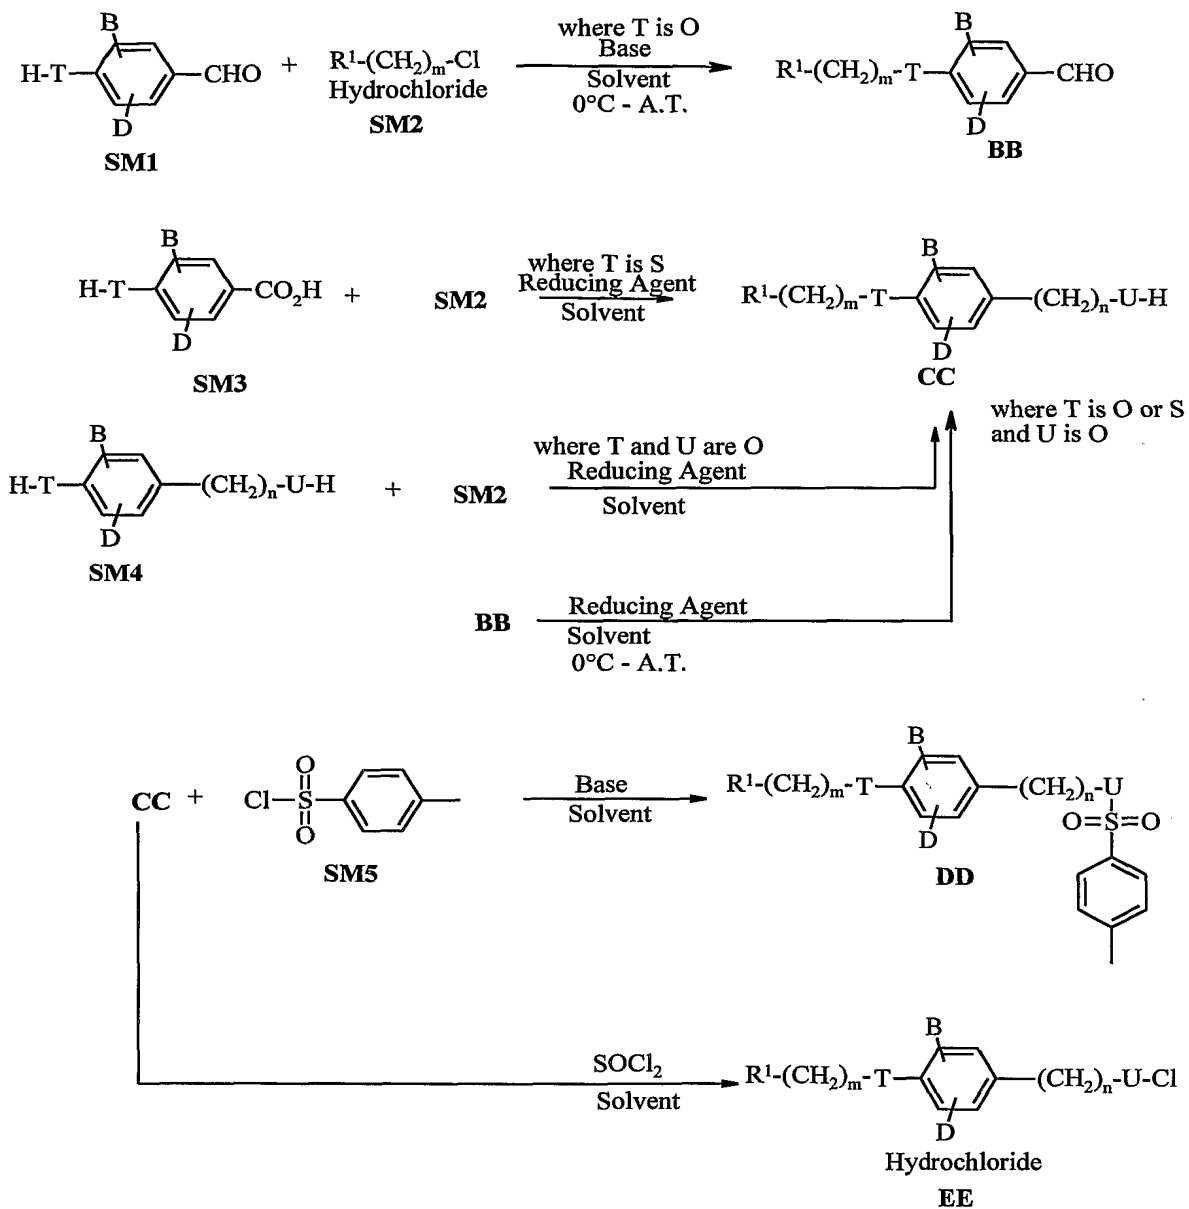 B
H-T
CHO
D
SM1
+
R¹-(CH₂)ₘ-Cl
Hydrochloride
SM2
where T is O
Base
Solvent
0°C - A.T.
B
R¹-(CH₂)ₘ-T
CHO
D
BB
B
H-T
CO₂H
D
SM3
+
SM2
where T is S
Reducing Agent
Solvent
B
R¹-(CH₂)ₘ-T
(CH₂)ₙ-U-H
D
CC
where T is O or S
and U is O
B
H-T
(CH₂)ₙ-U-H
D
SM4
+
SM2
where T and U are O
Reducing Agent
Solvent
BB
Reducing Agent
Solvent
0°C - A.T.
CC +
O
Cl-S
O
SM5
Base
Solvent
B
R¹-(CH₂)ₘ-T
(CH₂)ₙ-U
D
O=S=O
DD
SOCl₂
Solvent
B
R¹-(CH₂)ₘ-T
(CH₂)ₙ-U-Cl
D
Hydrochloride
EE